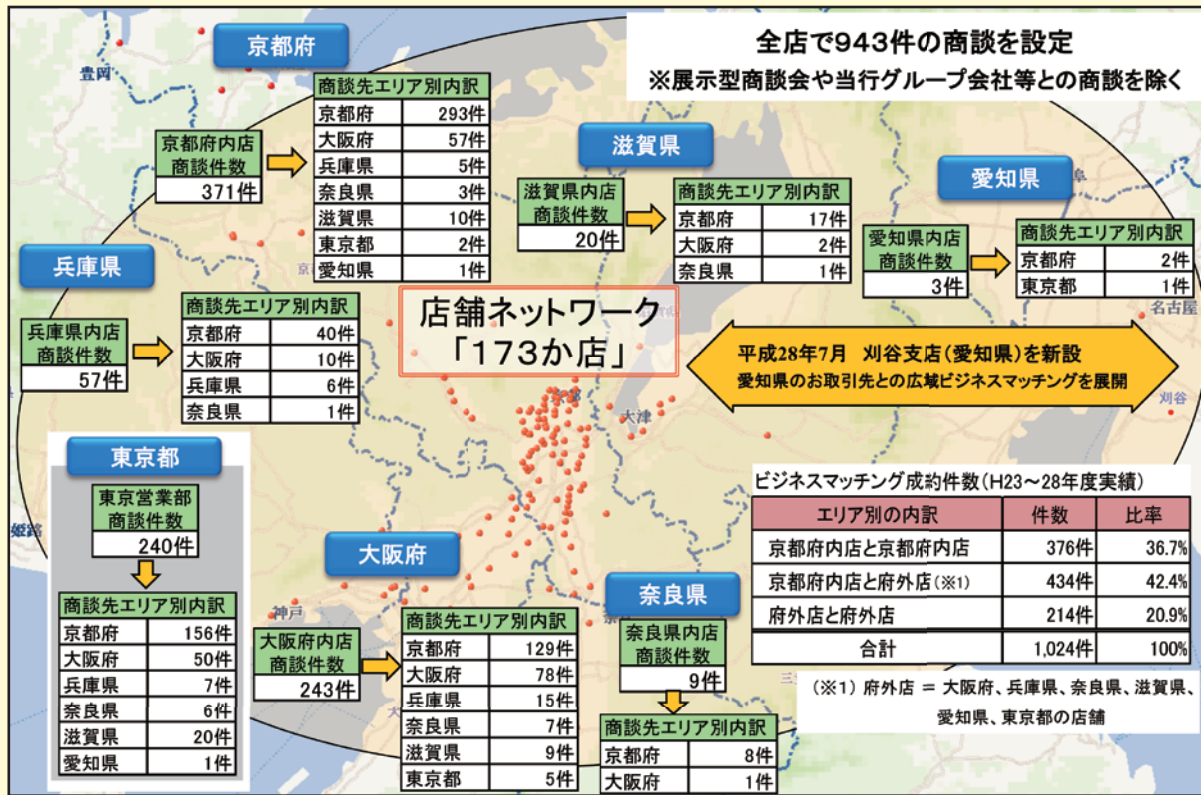 全店で943件の商談を設定
※展示型商談会や当行グループ会社等との商談を除く
京都府
豊岡
京都府内店
商談件数
371件
商談先エリア別内訳
京都府 293件
大阪府 57件
兵庫県 5件
奈良県 3件
滋賀県 10件
東京都 2件
愛知県 1件
滋賀県
滋賀県内店
商談件数
20件
商談先エリア別内訳
京都府 17件
大阪府 2件
奈良県 1件
愛知県
阜
愛知県内店
商談件数
3件
商談先エリア別内訳
京都府 2件
東京都 1件
名古屋
兵庫県
兵庫県内店
商談件数
57件
商談先エリア別内訳
京都府 40件
大阪府 10件
兵庫県 6件
奈良県 1件
店舗ネットワーク
「173か店」
平成28年7月 刈谷支店(愛知県)を新設
愛知県のお取引先との広域ビジネスマッチングを展開
刈谷
京都
大津
東京都
東京営業部
商談件数
240件
商談先エリア別内訳
京都府 156件
大阪府 50件
兵庫県 7件
奈良県 6件
滋賀県 20件
愛知県 1件
姫路
神戸
大阪府
大阪府内店
商談件数
243件
商談先エリア別内訳
京都府 129件
大阪府 78件
兵庫県 15件
奈良県 7件
滋賀県 9件
東京都 5件
奈良県
奈良県内店
商談件数
9件
商談先エリア別内訳
京都府 8件
大阪府 1件
ビジネスマッチング成約件数(H23～28年度実績)
エリア別の内訳 件数 比率
京都府内店と京都府内店 376件 36.7%
京都府内店と府外店(※1) 434件 42.4%
府外店と府外店 214件 20.9%
合計 1,024件 100%
(※1) 府外店 = 大阪府、兵庫県、奈良県、滋賀県、
愛知県、東京都の店舗